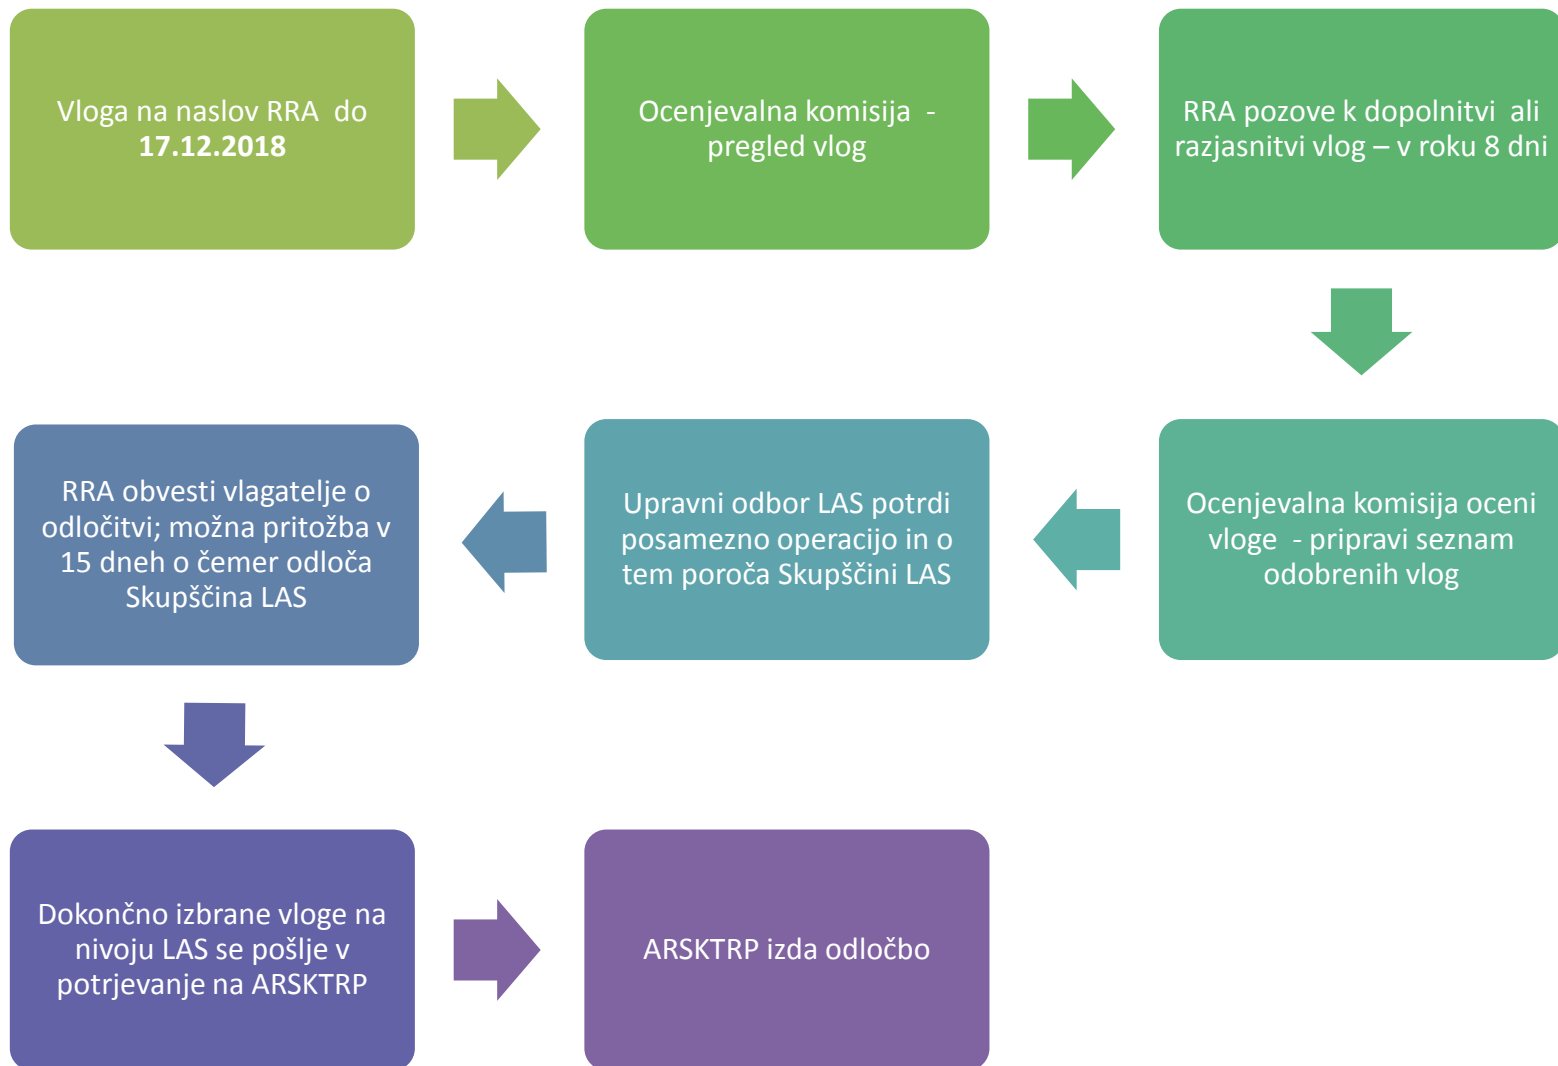 Vloga na naslov RRA do
17.12.2018
Ocenjevalna komisija -
pregled vlog
RRA pozove k dopolnitvi ali
razjasnitvi vlog – v roku 8 dni
Ocenjevalna komisija oceni
vloge - pripravi seznam
odobrenih vlog
Upravni odbor LAS potrdi
posamezno operacijo in o
tem poroča Skupščini LAS
RRA obvesti vlagatelje o
odločitvi; možna pritožba v
15 dneh o čemer odloča
Skupščina LAS
Dokončno izbrane vloge na
nivoju LAS se pošlje v
potrjevanje na ARSKTRP
ARSKTRP izda odločbo